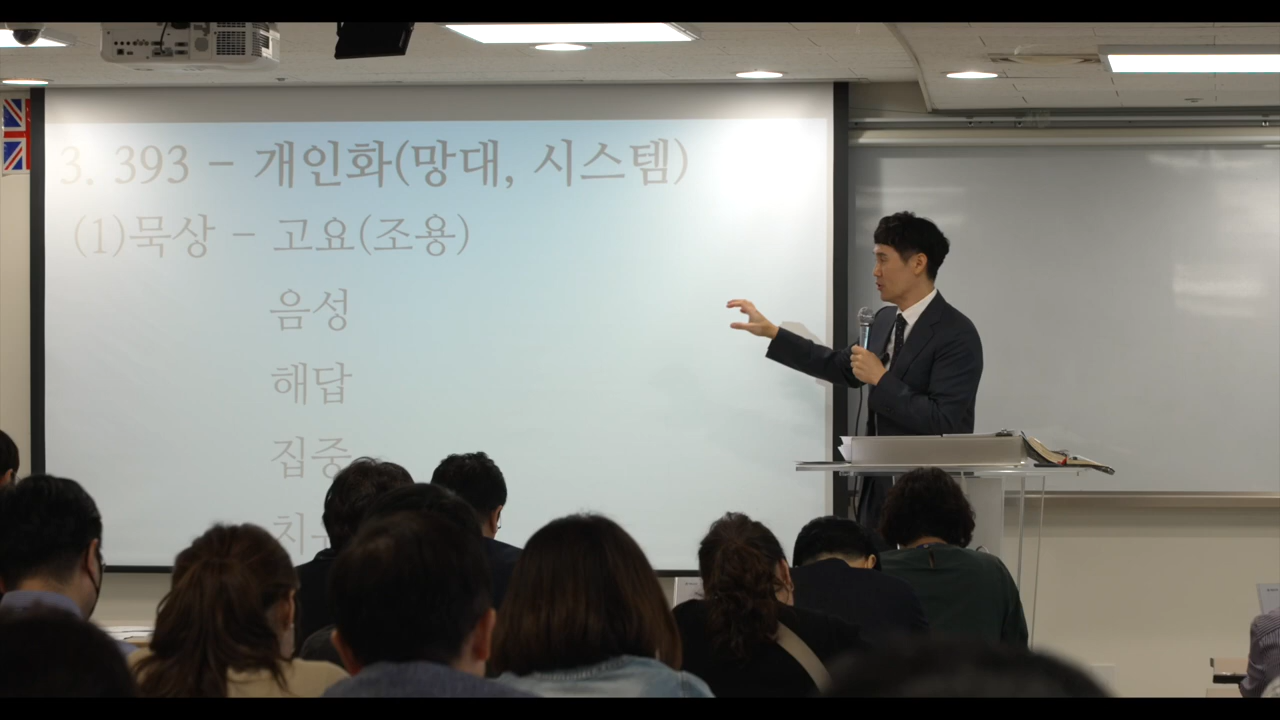 3. 393 - 개인화(망대, 시스템)
(1)묵상 - 고요(조용)
음성
해답
집중